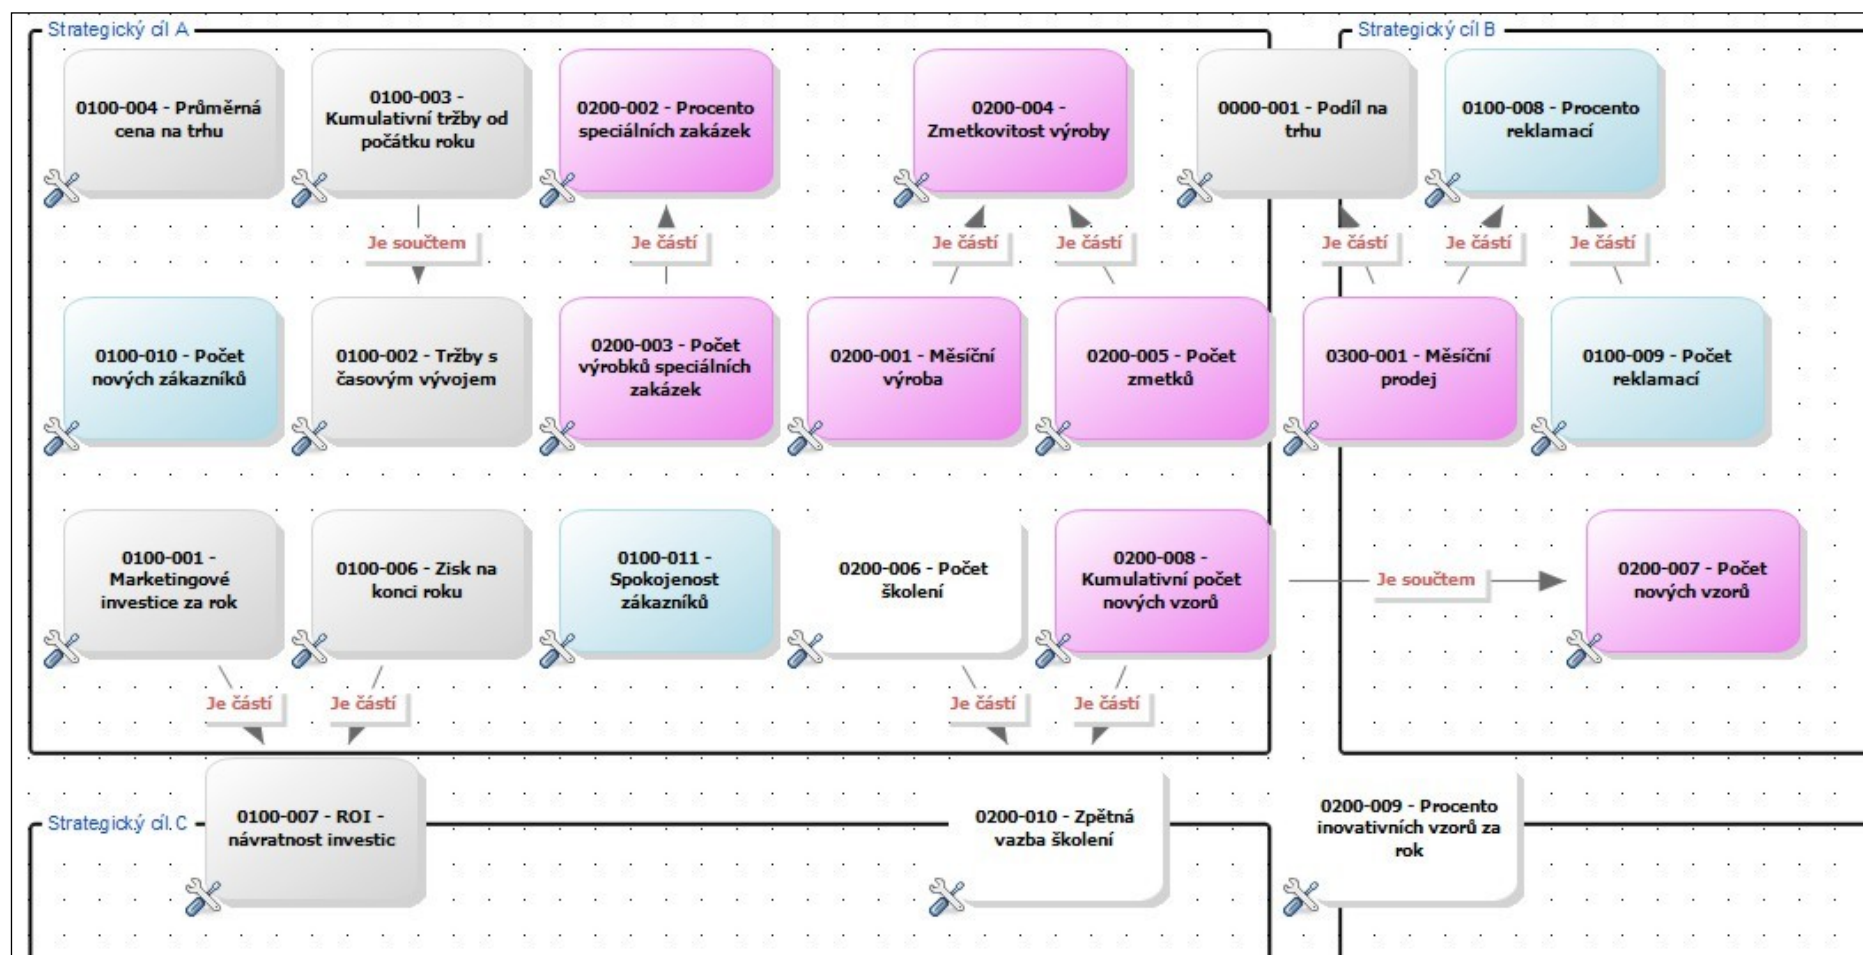 Strategický cíl A
Strategický cíl B
0100-004 - Průměrná
cena na trhu
0100-003 -
Kumulativní tržby od
počátku roku
0200-002 - Procento
speciálních zakázek
0200-004 -
Zmetkovitost výroby
0000-001 - Podíl na
trhu
0100-008 - Procento
reklamací
Je součtem
Je částí
Je částí
Je částí
Je částí
Je částí
Je částí
0100-010 - Počet
nových zákazníků
0100-002 - Tržby s
časovým vývojem
0200-003 - Počet
výrobků speciálních
zakázek
0200-001 - Měsíční
výroba
0200-005 - Počet
zmetků
0300-001 - Měsíční
prodej
0100-009 - Počet
reklamací
0100-001 -
Marketingové
investice za rok
0100-006 - Zisk na
konci roku
0100-011 -
Spokojenost
zákazníků
0200-006 - Počet
školení
0200-008 -
Kumulativní počet
nových vzorů
Je součtem
0200-007 - Počet
nových vzorů
Je částí
Je částí
Je částí
Je částí
Strategický cíl C
0100-007 - ROI -
návratnost investic
0200-010 - Zpětná
vazba školení
0200-009 - Procento
inovativních vzorů za
rok